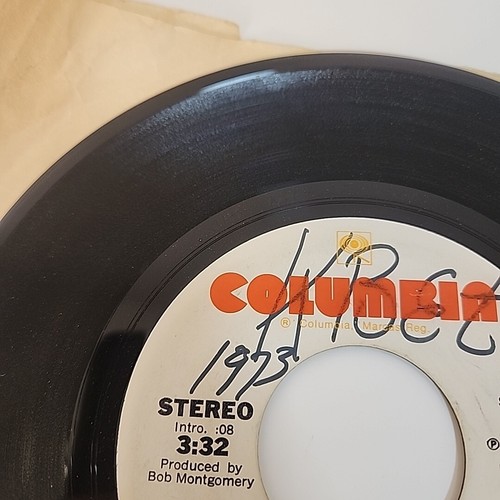 COLUMBIA
® "Columbia," Marcas Reg.
1973
STEREO
Intro. :08
3:32
Produced by
Bob Montgomery
℗